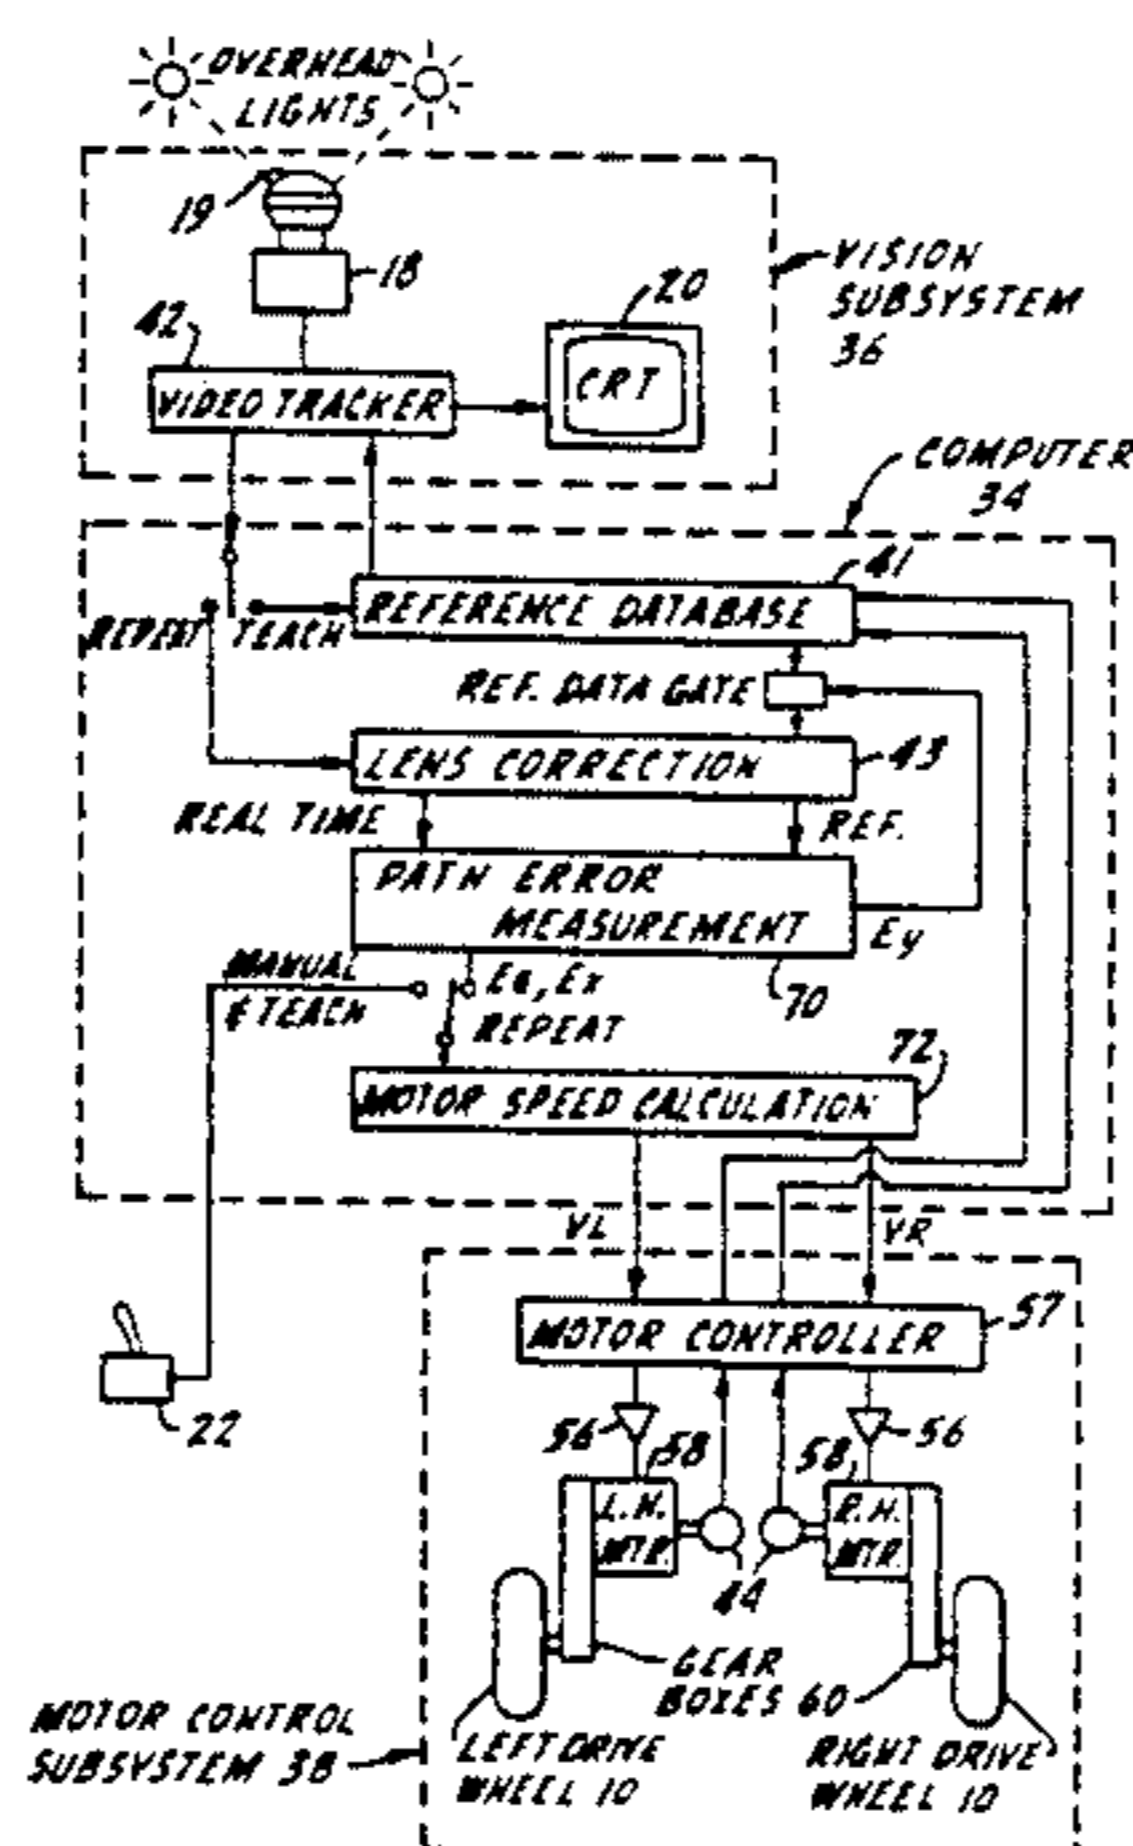 OVERHEAD
LIGHTS
19
18
VISION
SUBSYSTEM
36
42
20
VIDEO TRACKER
CRT
COMPUTER
34
41
REPEAT TEACH
REFERENCE DATABASE
REF. DATA GATE
LENS CORRECTION
43
REAL TIME
REF.
PATH ERROR
MEASUREMENT
Ey
70
MANUAL
& TEACH
Eθ, Ex
REPEAT
72
MOTOR SPEED CALCULATION
VL
VR
57
MOTOR CONTROLLER
22
56
58
58
56
L.H.
MTR.
R.H.
MTR.
44
GEAR
BOXES 60
MOTOR CONTROL
SUBSYSTEM 38
LEFT DRIVE
WHEEL 10
RIGHT DRIVE
WHEEL 10